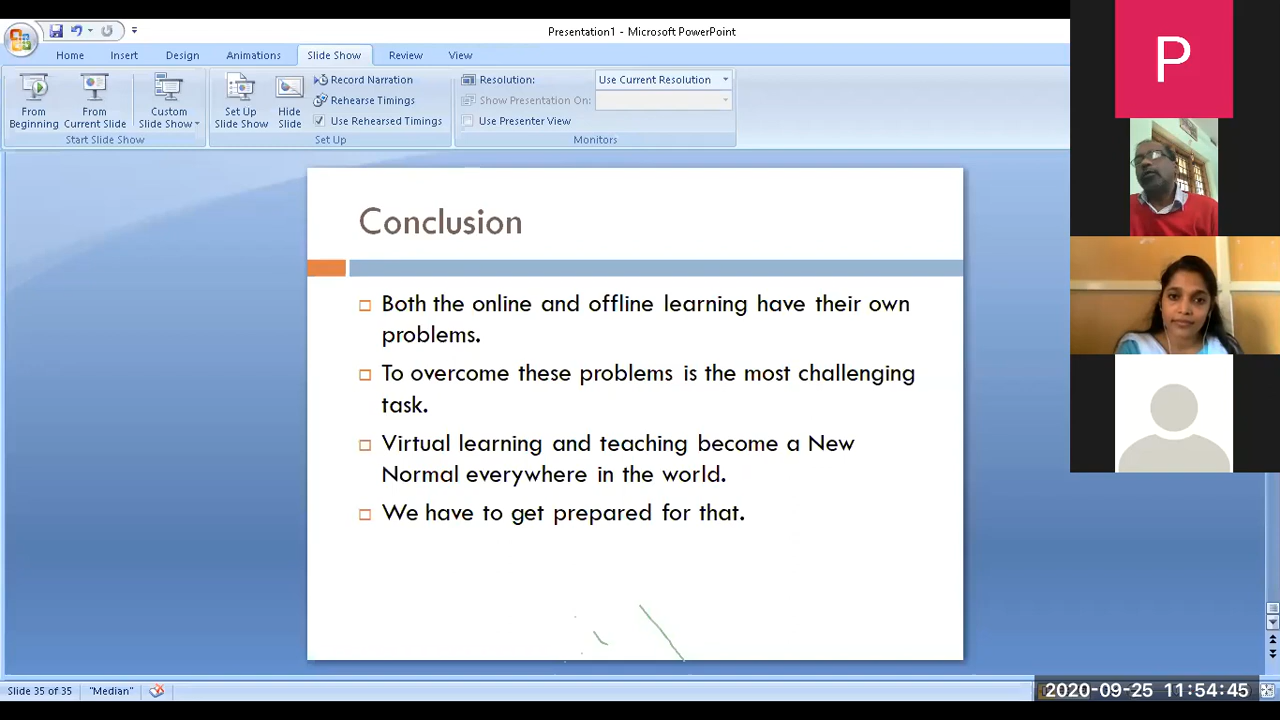 Presentation1 - Microsoft PowerPoint
Home Insert Design Animations Slide Show Review View
From Beginning
From Current Slide
Custom Slide Show
Start Slide Show
Set Up Slide Show
Hide Slide
Record Narration
Rehearse Timings
Use Rehearsed Timings
Set Up
Resolution: Use Current Resolution
Show Presentation On:
Use Presenter View
Monitors
P
Conclusion
Both the online and offline learning have their own
problems.
To overcome these problems is the most challenging
task.
Virtual learning and teaching become a New
Normal everywhere in the world.
We have to get prepared for that.
Slide 35 of 35 "Median"
2020-09-25 11:54:45